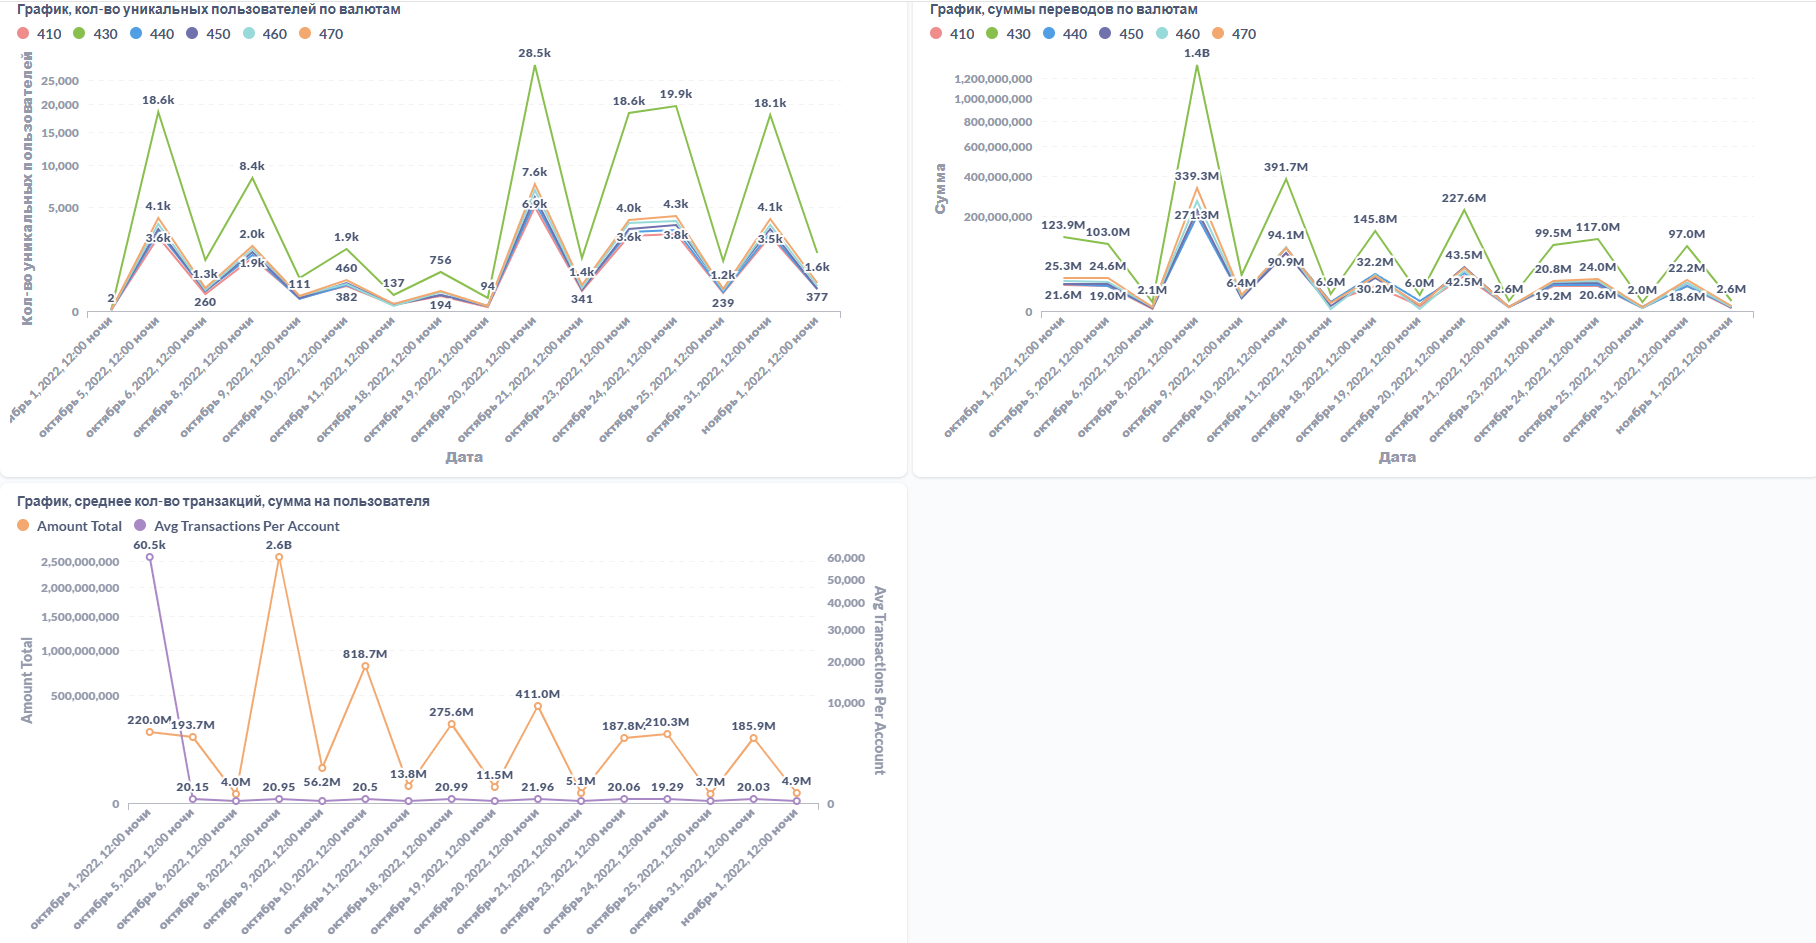 График, кол-во уникальных пользователей по валютам
410 430 440 450 460 470
Кол-во уникальных пользователей
25,000
20,000
15,000
10,000
5,000
0
2 18.6k 4.1k 3.6k 1.3k 260 8.4k 2.0k 1.9k 111 1.9k 460 382 137 756 194 94 28.5k 7.6k 6.9k 1.4k 341 18.6k 4.0k 3.6k 19.9k 4.3k 3.8k 1.2k 239 18.1k 4.1k 3.5k 1.6k 377
брь 1, 2022, 12:00 ночи
октябрь 5, 2022, 12:00 ночи
октябрь 6, 2022, 12:00 ночи
октябрь 8, 2022, 12:00 ночи
октябрь 9, 2022, 12:00 ночи
октябрь 10, 2022, 12:00 ночи
октябрь 11, 2022, 12:00 ночи
октябрь 18, 2022, 12:00 ночи
октябрь 19, 2022, 12:00 ночи
октябрь 20, 2022, 12:00 ночи
октябрь 21, 2022, 12:00 ночи
октябрь 23, 2022, 12:00 ночи
октябрь 24, 2022, 12:00 ночи
октябрь 25, 2022, 12:00 ночи
октябрь 31, 2022, 12:00 ночи
ноябрь 1, 2022, 12:00 ночи
Дата
График, суммы переводов по валютам
410 430 440 450 460 470
Сумма
1,200,000,000
1,000,000,000
800,000,000
600,000,000
400,000,000
200,000,000
0
123.9M 25.3M 21.6M 103.0M 24.6M 19.0M 2.1M 1.4B 339.3M 271.3M 6.4M 391.7M 94.1M 90.9M 6.6M 145.8M 32.2M 30.2M 6.0M 227.6M 43.5M 42.5M 2.6M 99.5M 20.8M 19.2M 117.0M 24.0M 20.6M 2.0M 97.0M 22.2M 18.6M 2.6M
октябрь 1, 2022, 12:00 ночи
октябрь 5, 2022, 12:00 ночи
октябрь 6, 2022, 12:00 ночи
октябрь 8, 2022, 12:00 ночи
октябрь 9, 2022, 12:00 ночи
октябрь 10, 2022, 12:00 ночи
октябрь 11, 2022, 12:00 ночи
октябрь 18, 2022, 12:00 ночи
октябрь 19, 2022, 12:00 ночи
октябрь 20, 2022, 12:00 ночи
октябрь 21, 2022, 12:00 ночи
октябрь 23, 2022, 12:00 ночи
октябрь 24, 2022, 12:00 ночи
октябрь 25, 2022, 12:00 ночи
октябрь 31, 2022, 12:00 ночи
ноябрь 1, 2022, 12:00 ночи
Дата
График, среднее кол-во транзакций, сумма на пользователя
Amount Total Avg Transactions Per Account
Amount Total
2,500,000,000
2,000,000,000
1,500,000,000
1,000,000,000
500,000,000
0
60.5k 220.0M 193.7M 20.15 4.0M 2.6B 20.95 56.2M 818.7M 20.5 13.8M 275.6M 20.99 11.5M 411.0M 21.96 5.1M 187.8M 20.06 210.3M 19.29 3.7M 185.9M 20.03 4.9M
60,000
50,000
40,000
30,000
20,000
10,000
0
Avg Transactions Per Account
октябрь 1, 2022, 12:00 ночи
октябрь 5, 2022, 12:00 ночи
октябрь 6, 2022, 12:00 ночи
октябрь 8, 2022, 12:00 ночи
октябрь 9, 2022, 12:00 ночи
октябрь 10, 2022, 12:00 ночи
октябрь 11, 2022, 12:00 ночи
октябрь 18, 2022, 12:00 ночи
октябрь 19, 2022, 12:00 ночи
октябрь 20, 2022, 12:00 ночи
октябрь 21, 2022, 12:00 ночи
октябрь 23, 2022, 12:00 ночи
октябрь 24, 2022, 12:00 ночи
октябрь 25, 2022, 12:00 ночи
октябрь 31, 2022, 12:00 ночи
ноябрь 1, 2022, 12:00 ночи